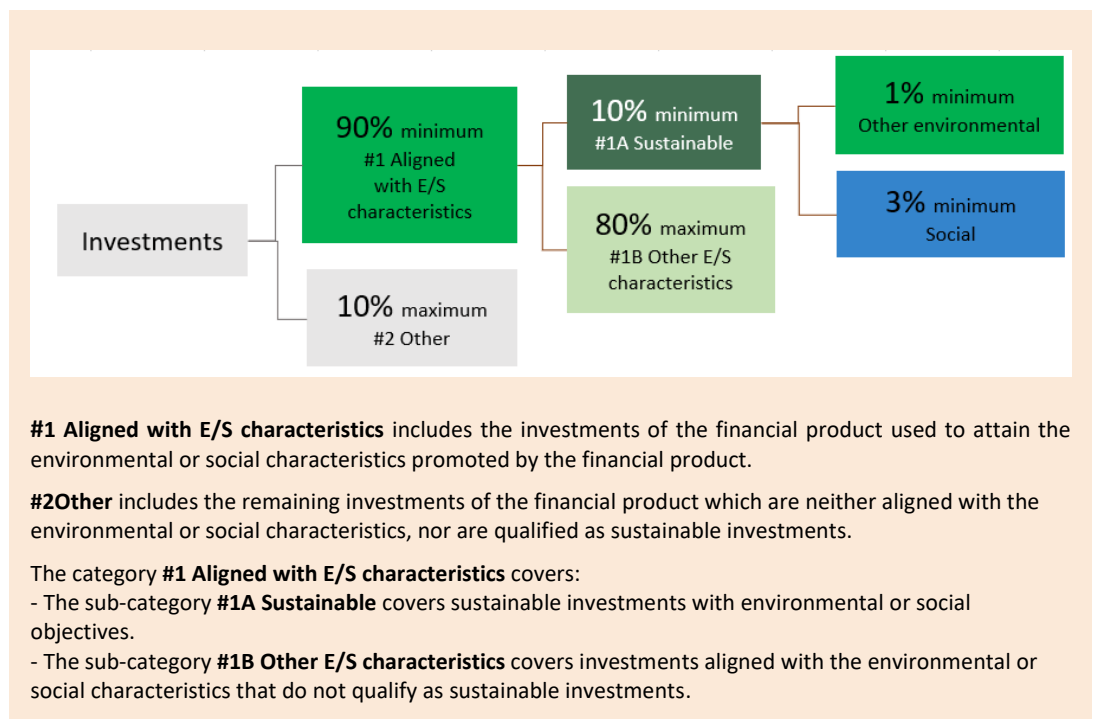 Investments
90% minimum
#1 Aligned
with E/S
characteristics
10% maximum
#2 Other
10% minimum
#1A Sustainable
80% maximum
#1B Other E/S
characteristics
1% minimum
Other environmental
3% minimum
Social
#1 Aligned with E/S characteristics includes the investments of the financial product used to attain the
environmental or social characteristics promoted by the financial product.
#2Other includes the remaining investments of the financial product which are neither aligned with the
environmental or social characteristics, nor are qualified as sustainable investments.
The category #1 Aligned with E/S characteristics covers:
- The sub-category #1A Sustainable covers sustainable investments with environmental or social
objectives.
- The sub-category #1B Other E/S characteristics covers investments aligned with the environmental or
social characteristics that do not qualify as sustainable investments.